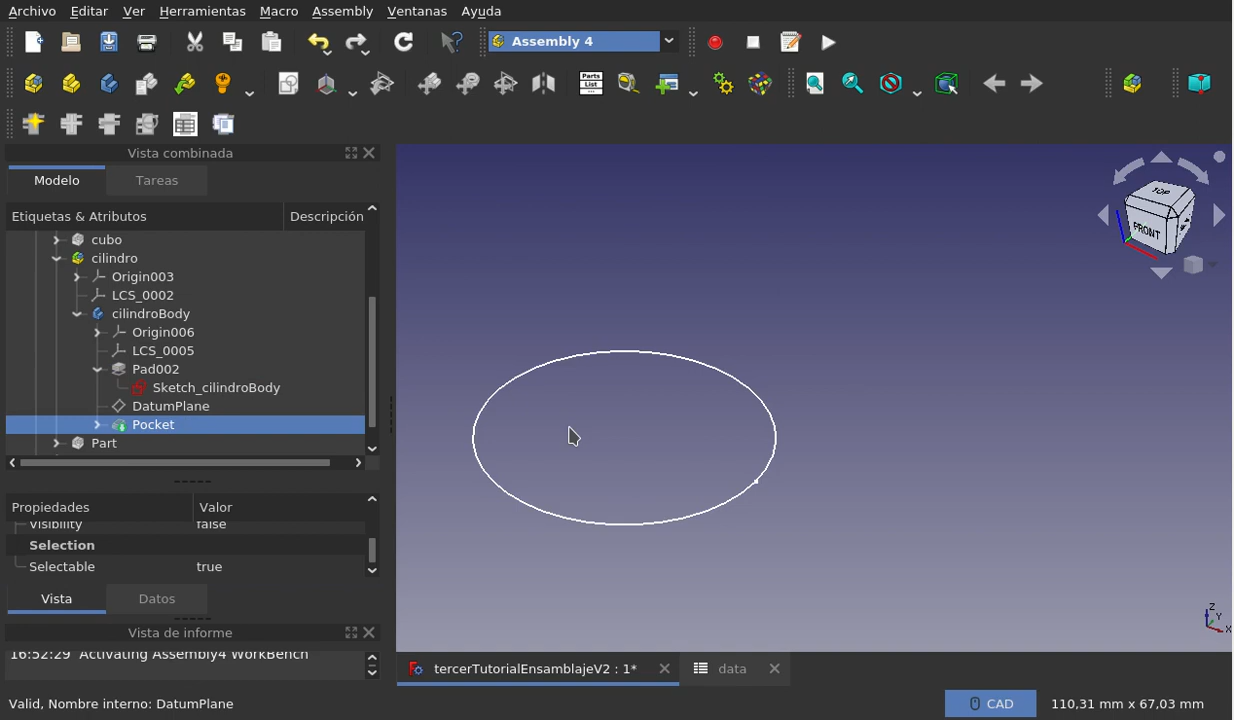 Archivo Editar Ver Herramientas Macro Assembly Ventanas Ayuda
Assembly 4
Parts List
Vista combinada
Modelo Tareas
Etiquetas & Atributos Descripción
cubo
cilindro
Origin003
LCS_0002
cilindroBody
Origin006
LCS_0005
Pad002
Sketch_cilindroBody
DatumPlane
Pocket
Part
Propiedades Valor
Visibility false
Selection
Selectable true
Vista Datos
Vista de informe
16:52:29 Activating Assembly4 WorkBench
TOP
FRONT
Z
Y
X
tercerTutorialEnsamblajeV2 : 1* data
Valid, Nombre interno: DatumPlane CAD 110,31 mm x 67,03 mm